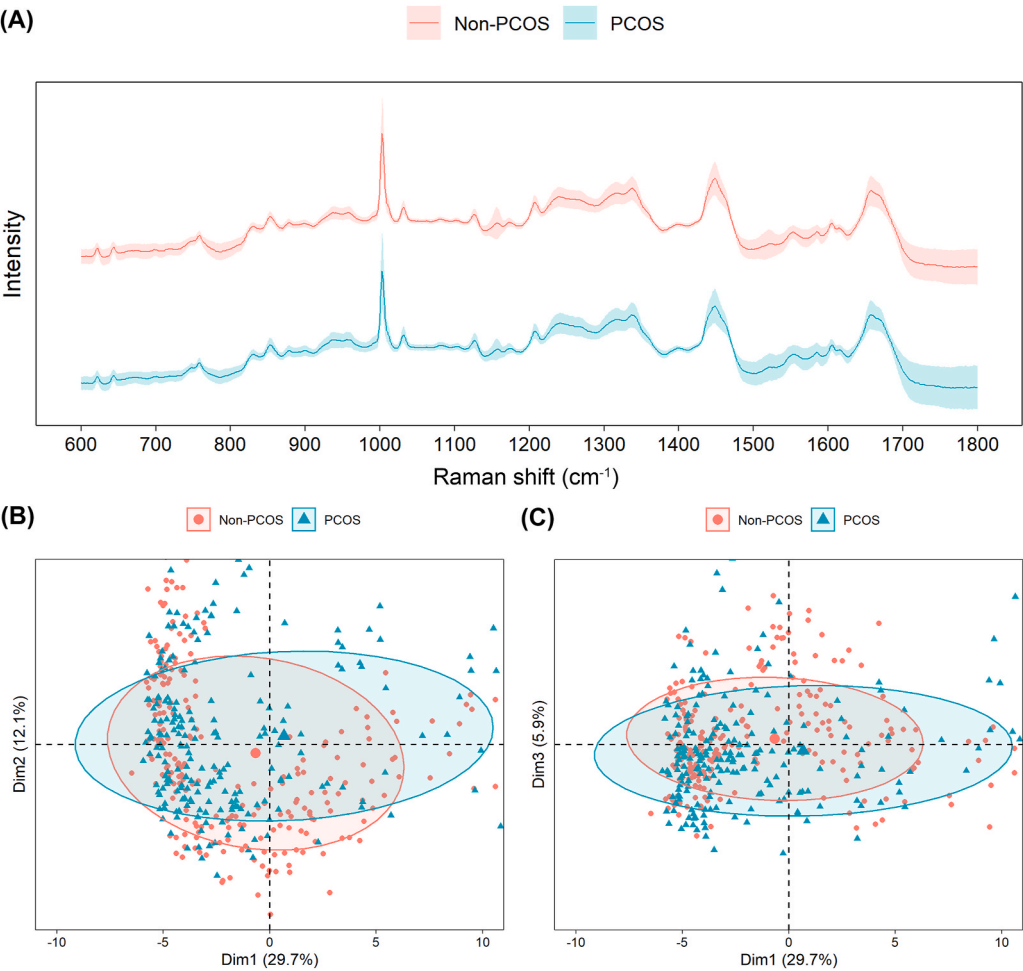 (A)
Non-PCOS PCOS
Intensity
600 700 800 900 1000 1100 1200 1300 1400 1500 1600 1700 1800
Raman shift (cm-1)
(B)
Non-PCOS PCOS
Dim2 (12.1%)
-10 -5 0 5 10
Dim1 (29.7%)
(C)
Non-PCOS PCOS
Dim3 (5.9%)
-10 -5 0 5 10
Dim1 (29.7%)